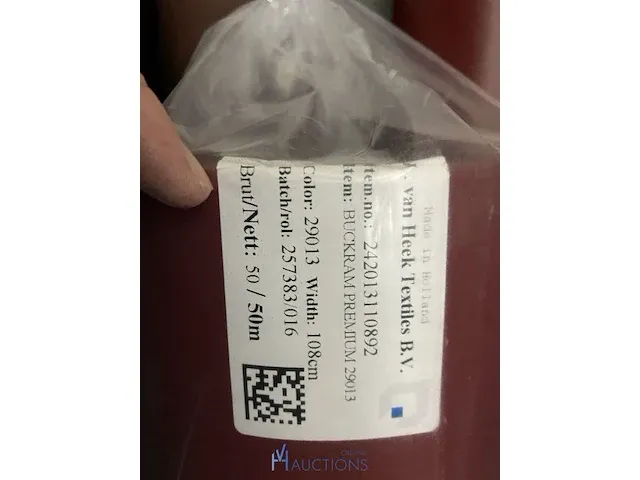 Made in Holland
. van Heek Textiles B.V.
Item.no.: 242013110892
Item: BUCKRAM PREMIUM 29013
Color: 29013 Width: 108cm
Batch/rol: 257383/016
Brut/Nett: 50 / 50m
AUCTIONS